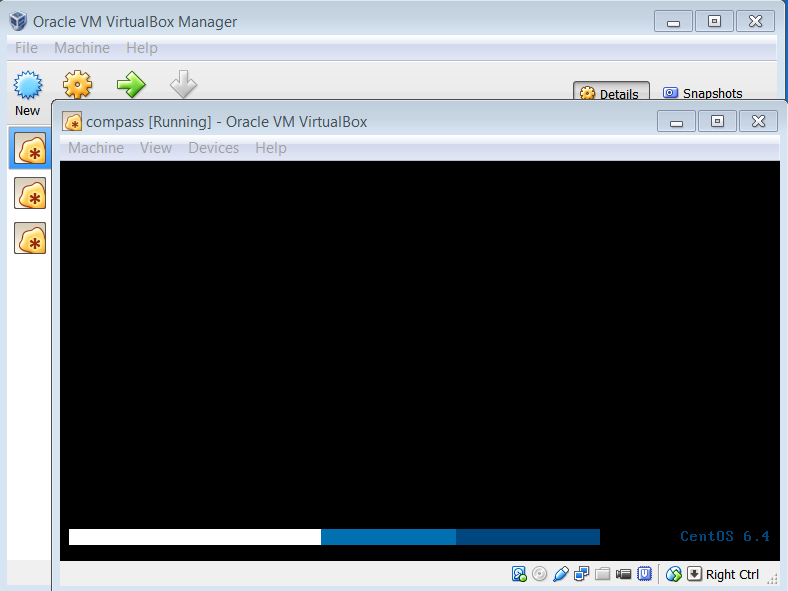 Oracle VM VirtualBox Manager
File Machine Help
New
Details Snapshots
compass [Running] - Oracle VM VirtualBox
Machine View Devices Help
CentOS 6.4
Right Ctrl